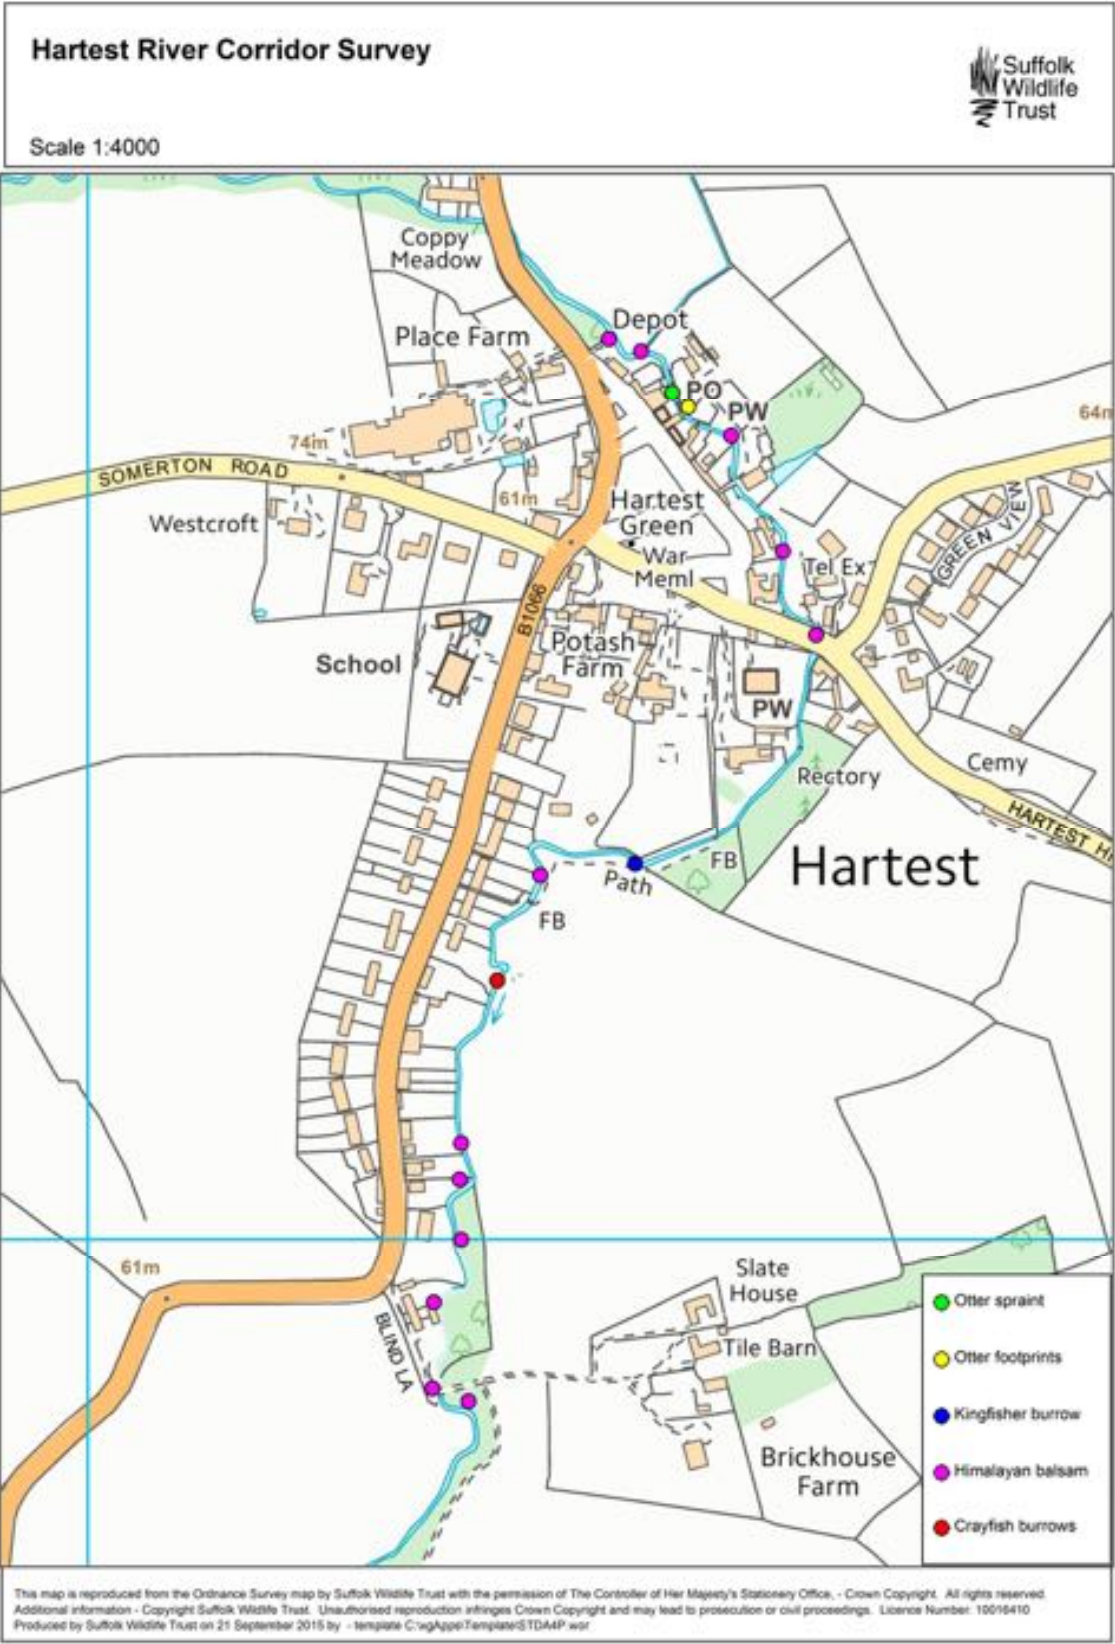 Hartest River Corridor Survey
Suffolk
Wildlife
Trust
Scale 1:4000
Coppy
Meadow
Depot
Place Farm
PO
PW
64m
74m
SOMERTON ROAD
61m
Hartest
Green
Westcroft
GREEN VIEW
War
Meml
Tel Ex
B1066
Potash
Farm
School
PW
Rectory
Cemy
HARTEST H
Hartest
FB
Path
FB
61m
Slate
House
Otter spraint
BLIND LA
Tile Barn
Otter footprints
Kingfisher burrow
Brickhouse
Farm
Himalayan balsam
Crayfish burrows
This map is reproduced from the Ordnance Survey map by Suffolk Wildlife Trust with the permission of The Controller of Her Majesty's Stationery Office, - Crown Copyright. All rights reserved.
Additional information - Copyright Suffolk Wildlife Trust. Unauthorised reproduction infringes Crown Copyright and may lead to prosecution or civil proceedings. Licence Number: 10016410
Produced by Suffolk Wildlife Trust on 21 September 2015 by - template